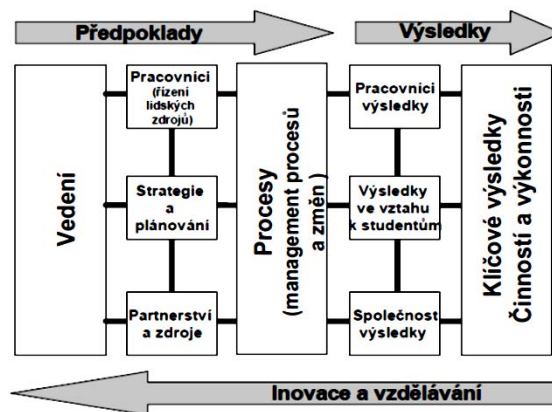 Předpoklady
Výsledky
Vedení
Pracovníci
(řízení
lidských
zdrojů)
Strategie
a
plánování
Partnerství
a zdroje
Procesy
(management procesů
a změn)
Pracovníci
výsledky
Výsledky
ve vztahu
k studentům
Společnost
výsledky
Klíčové výsledky
Činností a výkonnosti
Inovace a vzdělávání